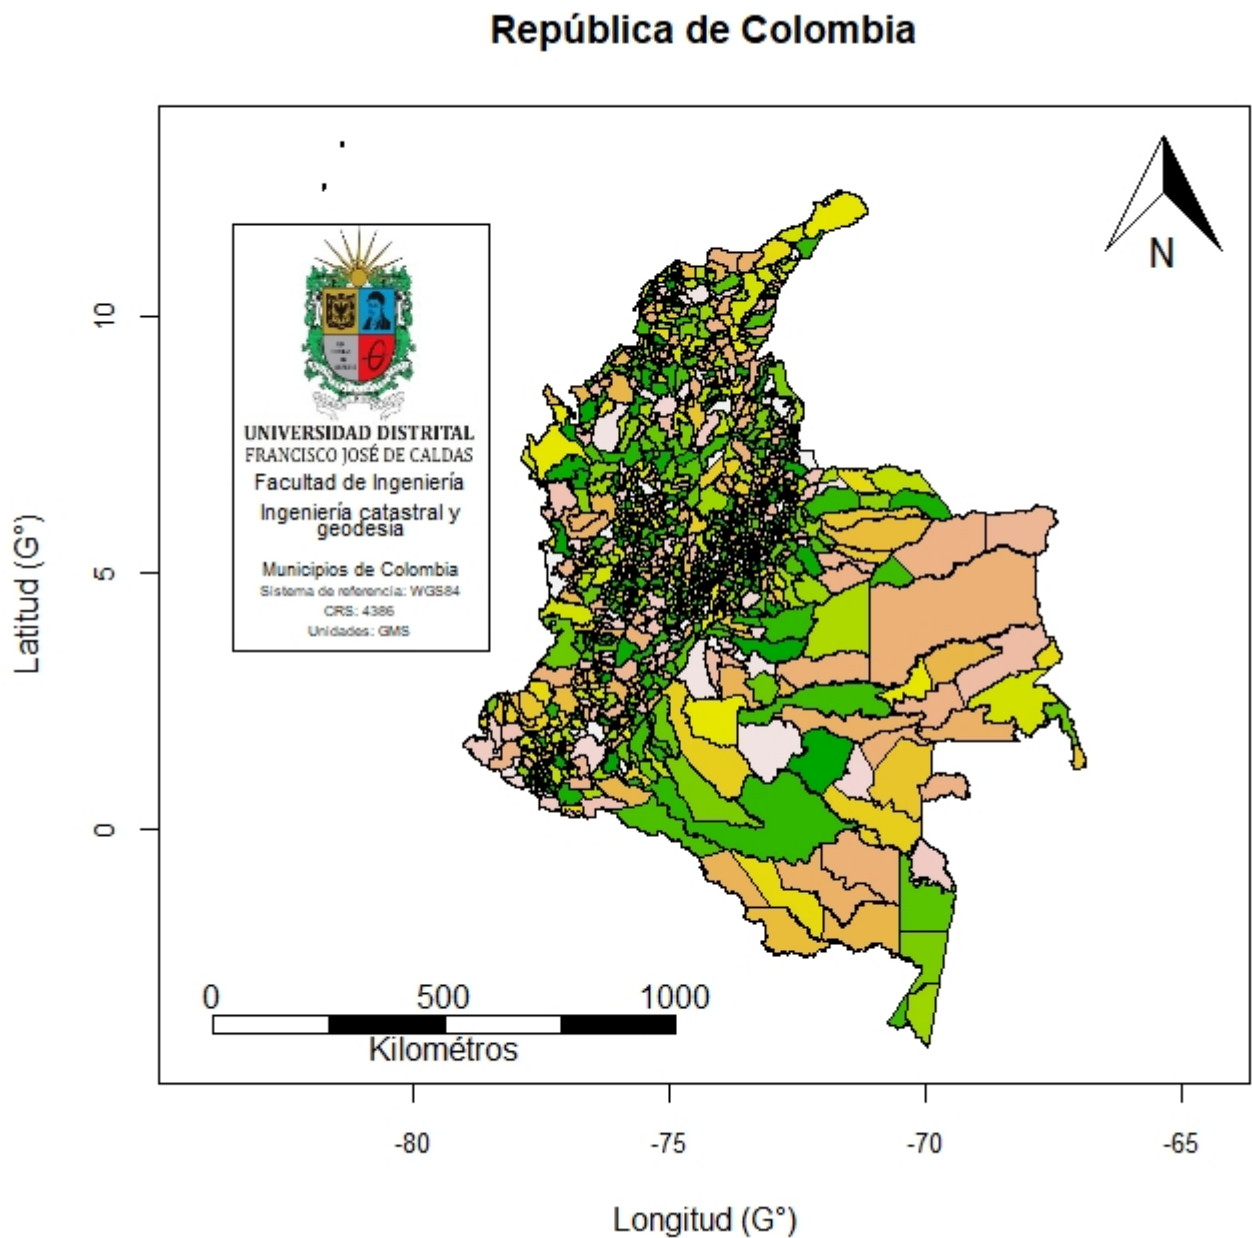 República de Colombia
N
UNIVERSIDAD DISTRITAL
FRANCISCO JOSÉ DE CALDAS
Facultad de Ingeniería
Ingeniería catastral y
geodesia
Municipios de Colombia
Sistema de referencia: WGS84
CRS: 4386
Unidades: GMS
10
5
0
Latitud (G°)
0 500 1000
Kilométros
-80 -75 -70 -65
Longitud (G°)